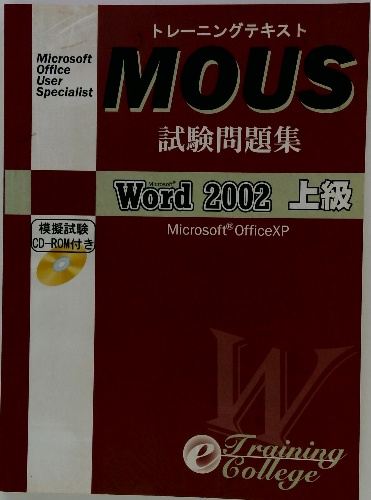 トレーニングテキスト
Microsoft
Office
User
Specialist
MOUS
試験問題集
Microsoft®
Word 2002 上級
Microsoft® OfficeXP
模擬試験
CD-ROM付き
W
e Training
College